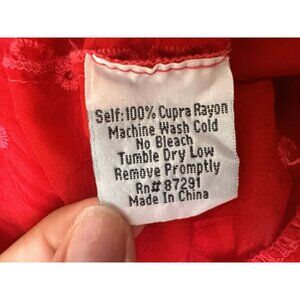 Self:100% Cupra Rayon
Machine Wash Cold
No Bleach
Tumble Dry Low
Remove Promptly
Rn# 87291
Made In China